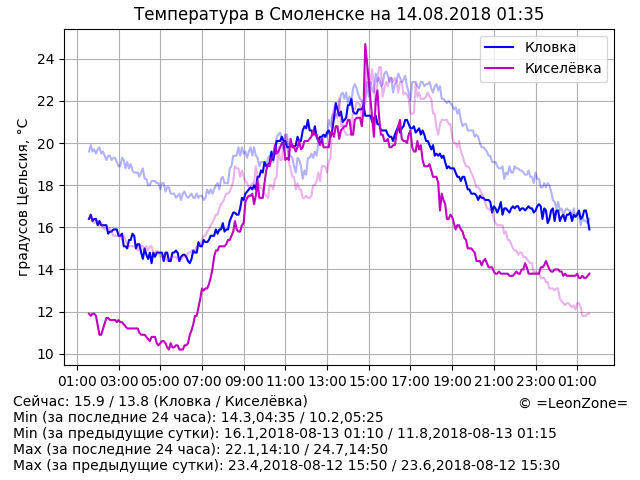 Температура в Смоленске на 14.08.2018 01:35
Кловка
Киселёвка
градусов Цельсия, °C
24
22
20
18
16
14
12
10
01:00 03:00 05:00 07:00 09:00 11:00 13:00 15:00 17:00 19:00 21:00 23:00 01:00
Сейчас: 15.9 / 13.8 (Кловка / Киселёвка)
© =LeonZone=
Min (за последние 24 часа): 14.3,04:35 / 10.2,05:25
Min (за предыдущие сутки): 16.1,2018-08-13 01:10 / 11.8,2018-08-13 01:15
Max (за последние 24 часа): 22.1,14:10 / 24.7,14:50
Max (за предыдущие сутки): 23.4,2018-08-12 15:50 / 23.6,2018-08-12 15:30